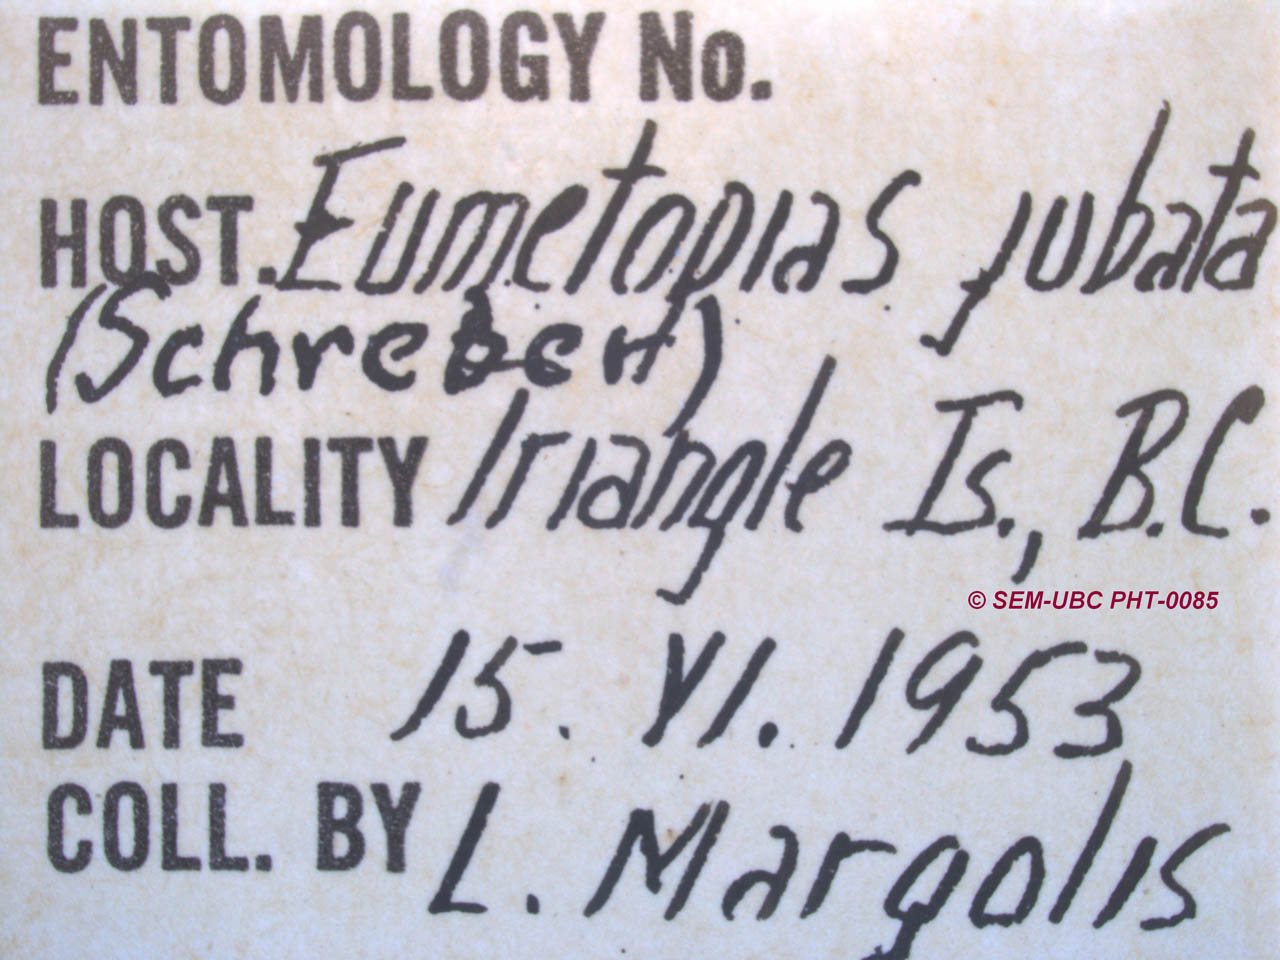 ENTOMOLOGY No.
HOST. Eumetopias jubata
(Schreber)
LOCALITY Triangle Is., B.C.
© SEM-UBC PHT-0085
DATE 15. VI. 1953
COLL. BY L. Margolis